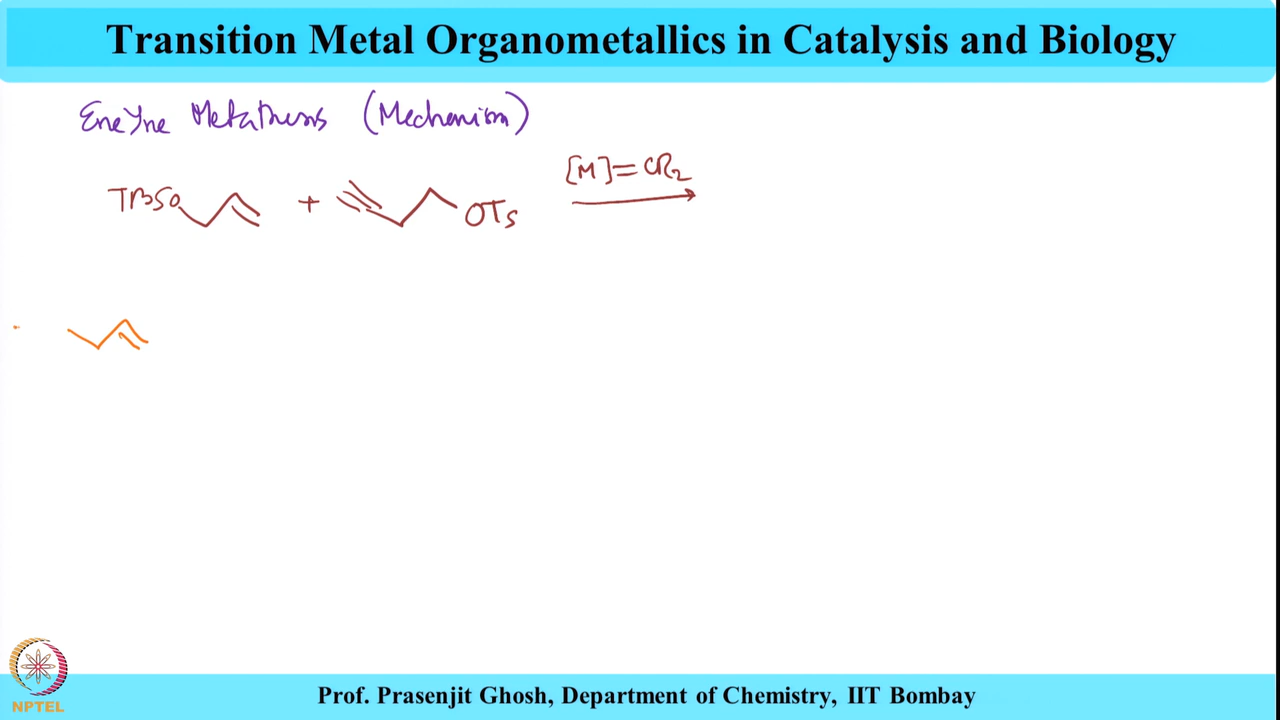 Transition Metal Organometallics in Catalysis and Biology
EneYne Metathesis (Mechanism)
[M]=CR2
TBSO + OTs
Prof. Prasenjit Ghosh, Department of Chemistry, IIT Bombay
NPTEL